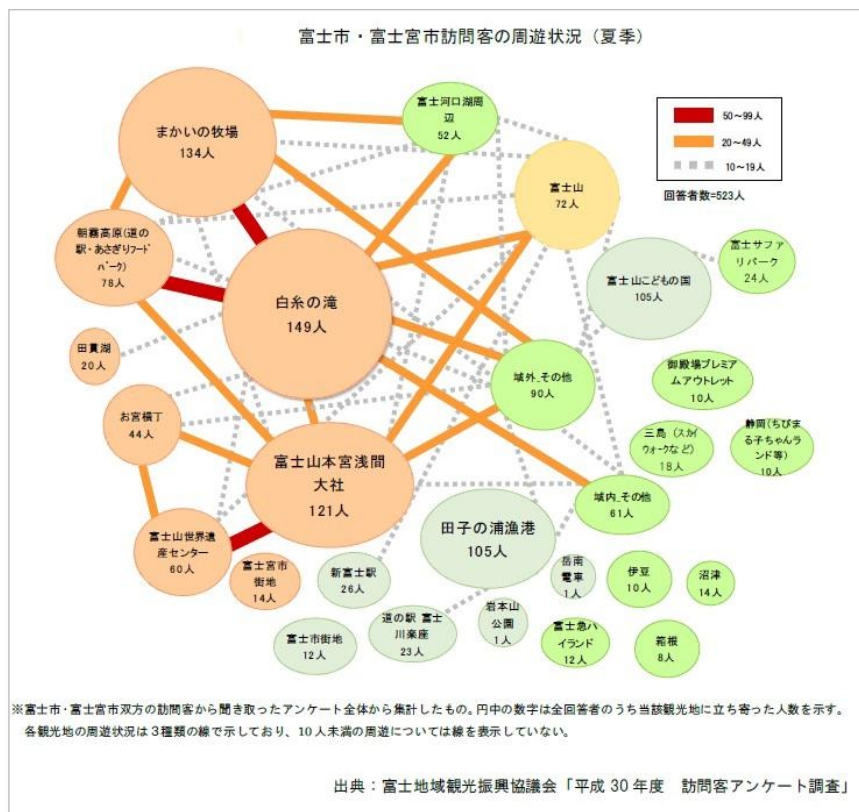 富士市・富士宮市訪問客の周遊状況（夏季）
50～99人
20～49人
10～19人
回答者数=523人
まかいの牧場
134人
富士河口湖周
辺
52人
富士山
72人
朝霧高原(道の
駅・あさぎりフード
パーク)
78人
白糸の滝
149人
富士山こどもの国
105人
富士サファ
リパーク
24人
田貫湖
20人
域外_その他
90人
御殿場プレミア
ムアウトレット
10人
お宮横丁
44人
富士山本宮浅間
大社
121人
三島（スカイ
ウォークなど）
18人
静岡(ちびま
る子ちゃんラ
ンド等)
10人
域内_その他
61人
富士山世界遺
産センター
60人
田子の浦漁港
105人
富士宮市街
地
14人
新富士駅
26人
岳南
電車
1人
伊豆
10人
沼津
14人
富士市街地
12人
道の駅 富士
川楽座
23人
岩本山
公園
1人
富士急ハ
イランド
12人
箱根
8人
※富士市・富士宮市双方の訪問客から聞き取ったアンケート全体から集計したもの。円中の数字は全回答者のうち当該観光地に立ち寄った人数を示す。
各観光地の周遊状況は３種類の線で示しており、10人未満の周遊については線を表示していない。
出典：富士地域観光振興協議会「平成 30 年度　訪問客アンケート調査」